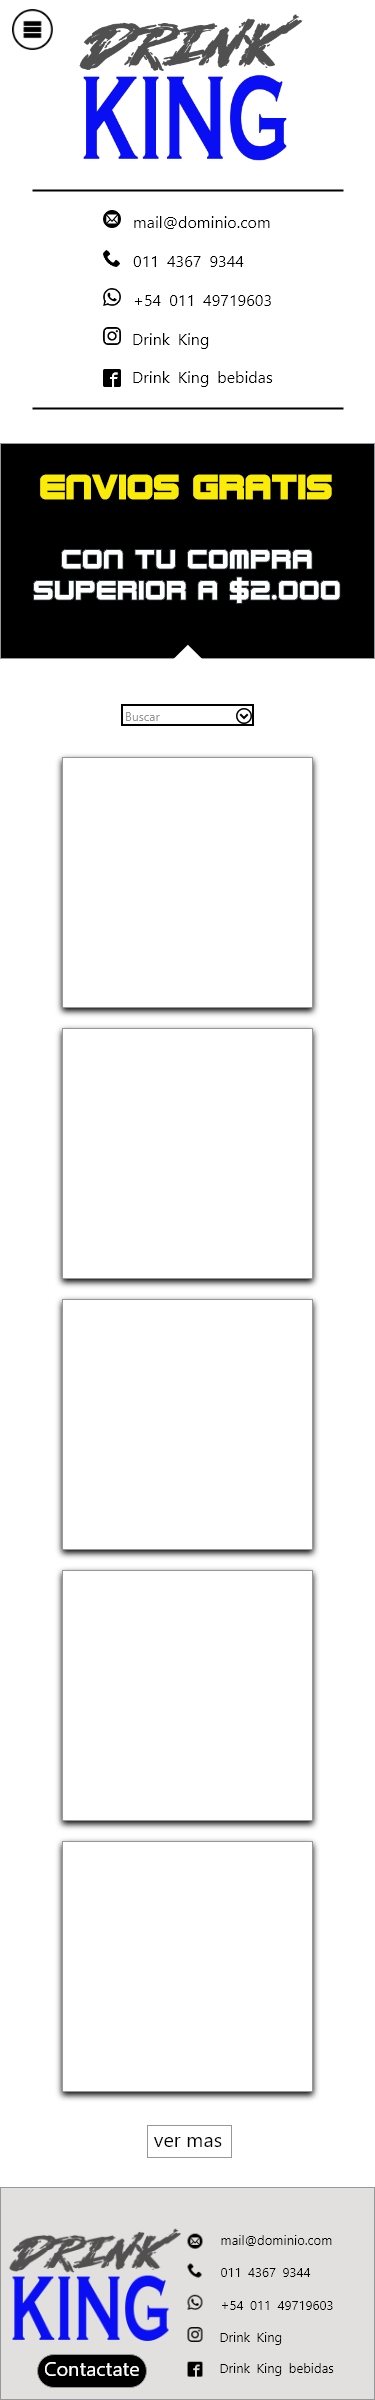 DRINK
KING
mail@dominio.com
011 4367 9344
+54 011 49719603
Drink King
Drink King bebidas
ENVIOS GRATIS
CON TU COMPRA
SUPERIOR A $2.000
Buscar
ver mas
DRINK
KING
Contactate
mail@dominio.com
011 4367 9344
+54 011 49719603
Drink King
Drink King bebidas